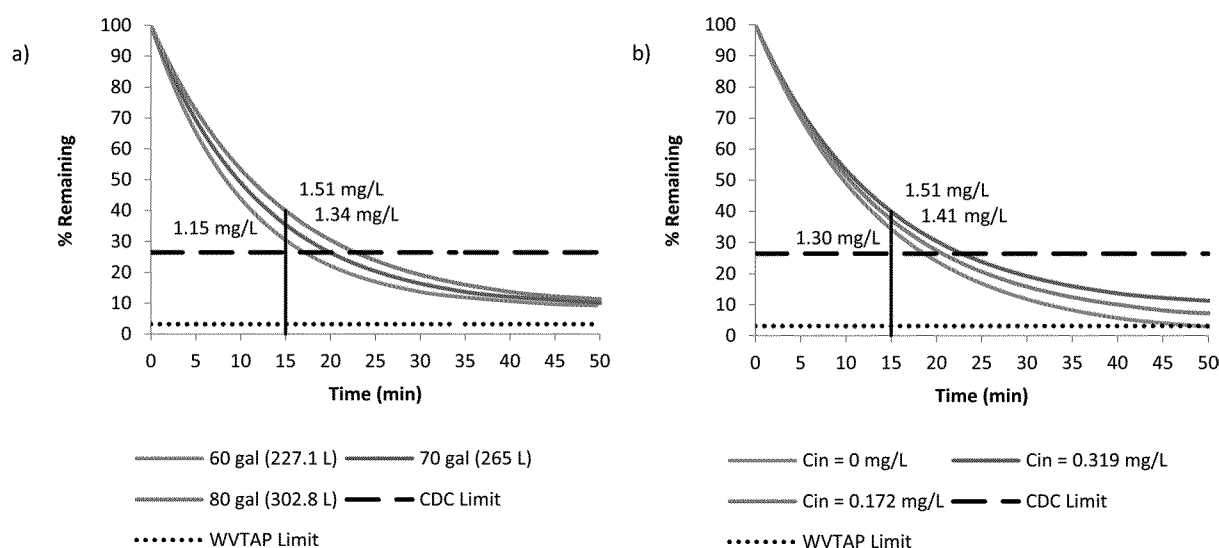 a)
100
90
80
70
60
50
40
30
20
10
0
% Remaining
1.51 mg/L
1.34 mg/L
1.15 mg/L
0 5 10 15 20 25 30 35 40 45 50
Time (min)
60 gal (227.1 L) 70 gal (265 L)
80 gal (302.8 L) CDC Limit
WVTAP Limit
b)
100
90
80
70
60
50
40
30
20
10
0
% Remaining
1.51 mg/L
1.41 mg/L
1.30 mg/L
0 5 10 15 20 25 30 35 40 45 50
Time (min)
Cin = 0 mg/L Cin = 0.319 mg/L
Cin = 0.172 mg/L CDC Limit
WVTAP Limit